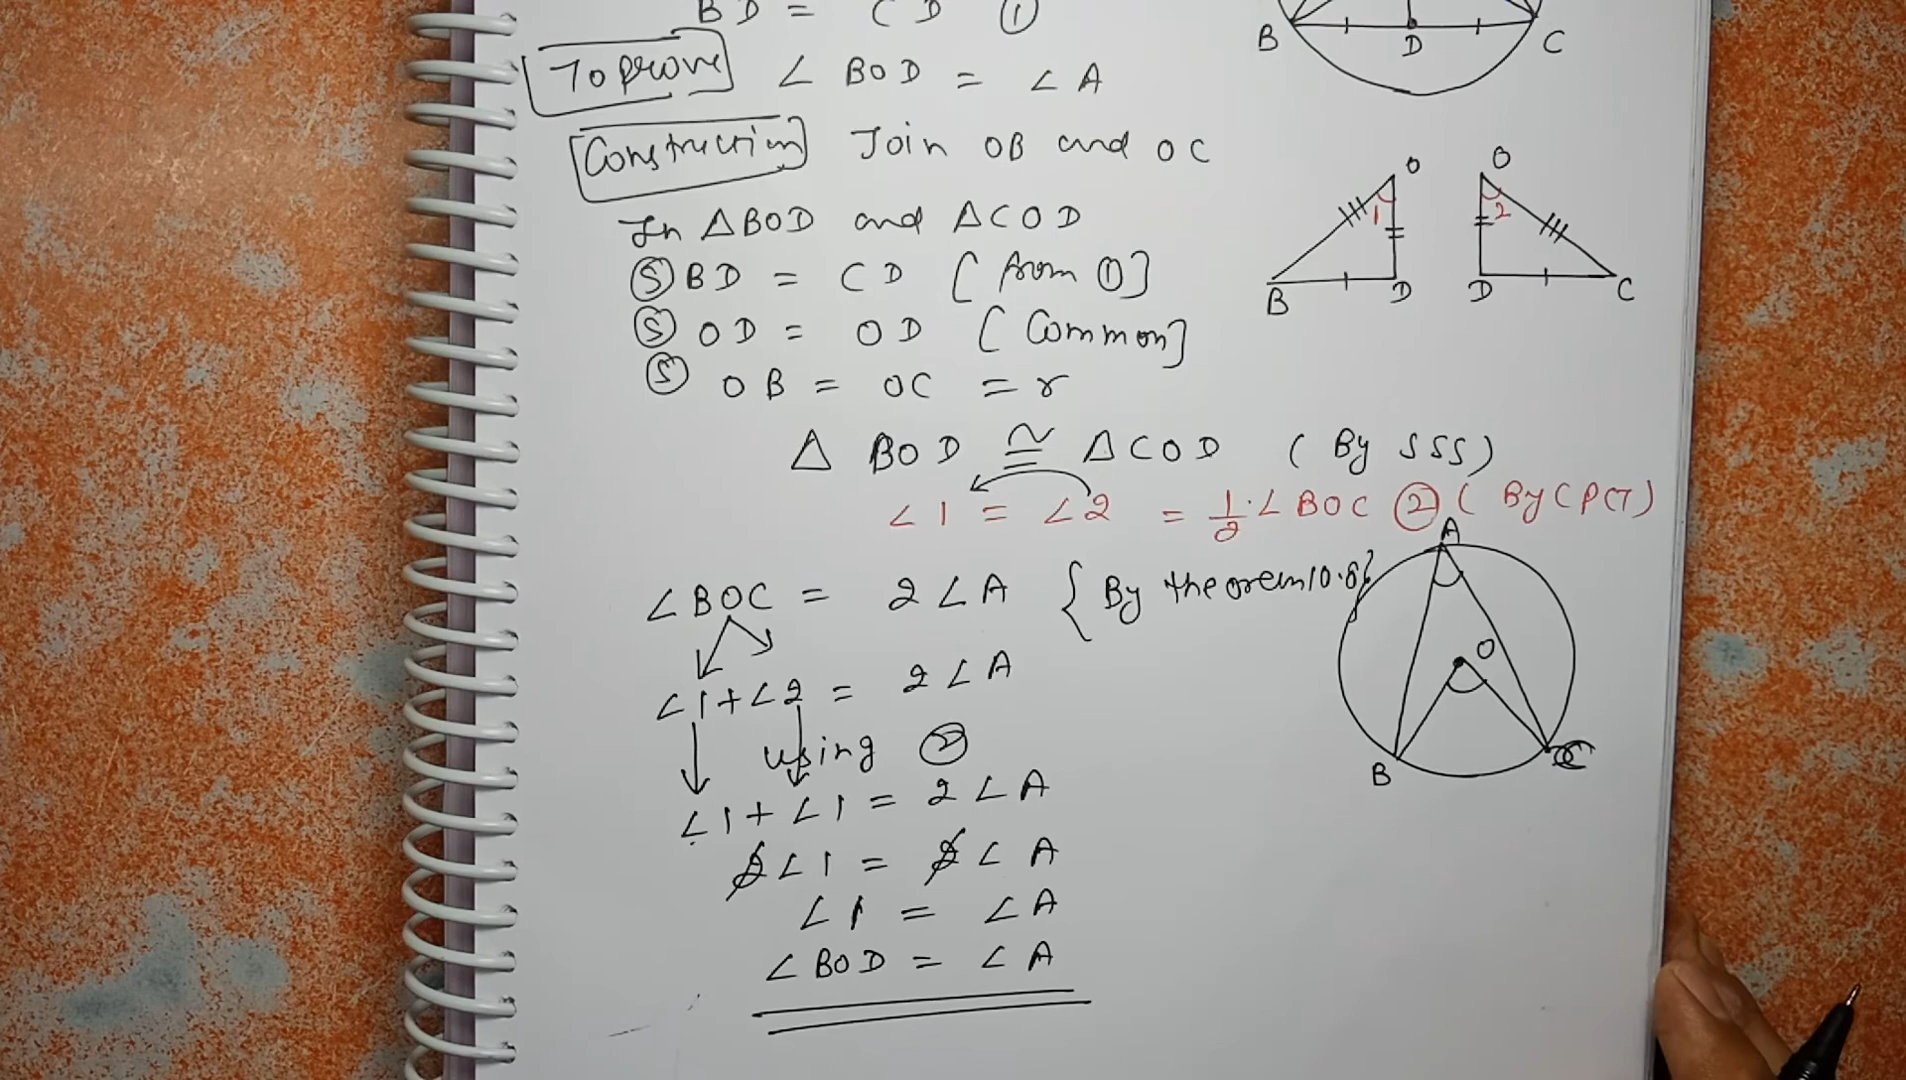 BD = CD ①
To prove ∠BOD = ∠A
Construction Join OB and OC
In △BOD and △COD
Ⓢ BD = CD [from ①]
Ⓢ OD = OD [Common]
Ⓢ OB = OC = r
△BOD ≅ △COD (By SSS)
∠1 = ∠2 = 1/2 ∠BOC ② (By CPCT)
∠BOC = 2∠A {By theorem 10.8}
∠1+∠2 = 2∠A
using ②
∠1+∠1 = 2∠A
2∠1 = 2∠A
∠1 = ∠A
∠BOD = ∠A
B D C
O 1 B D
O 2 D C
A
O
B C